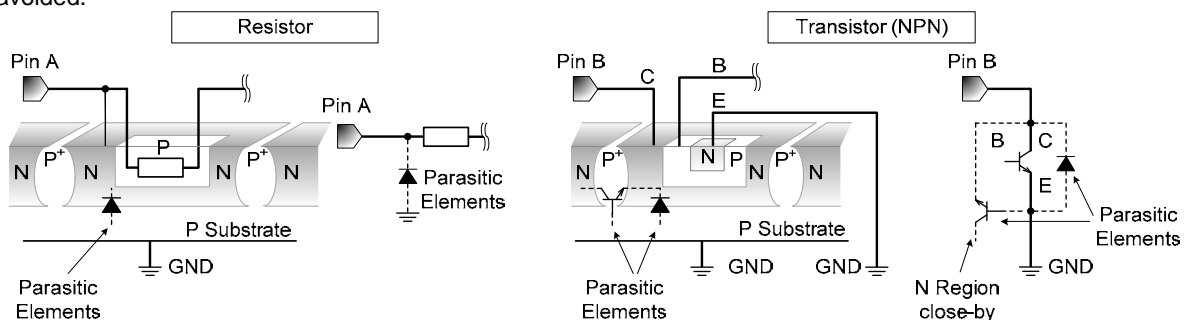 avoided.
Resistor
Transistor (NPN)
Pin A
Pin A
N P+ N P N P+ N
Parasitic
Elements
P Substrate
GND
Parasitic
Elements
Pin B
C
B
E
N P+ N N P N P+ N
P Substrate
GND
GND
Parasitic
Elements
Pin B
B
C
E
Parasitic
Elements
GND
N Region
close-by